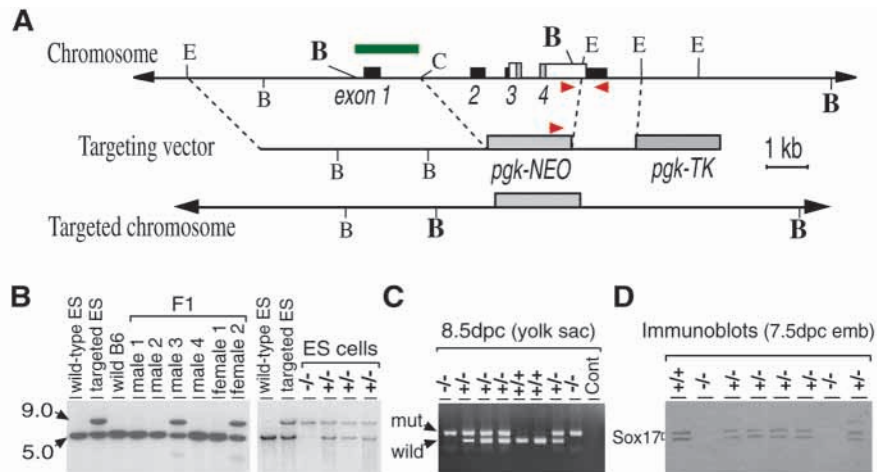 A
Chromosome
E
B
B
C
B
E
E
E
exon 1
2
3
4
B
B
Targeting vector
B
B
pgk-NEO
pgk-TK
1 kb
Targeted chromosome
B
B
B
B
F1
wild-type ES
targeted ES
wild B6
male 1
male 2
male 3
male 4
female 1
female 2
wild-type ES
targeted ES
ES cells
-/-
+/-
+/-
+/-
9.0
5.0
C
8.5dpc (yolk sac)
-/-
+/-
+/-
+/-
+/+
+/+
+/-
-/-
Cont
mut
wild
D
Immunoblots (7.5dpc emb)
+/+
-/-
+/-
+/-
+/-
+/-
-/-
+/-
Sox17